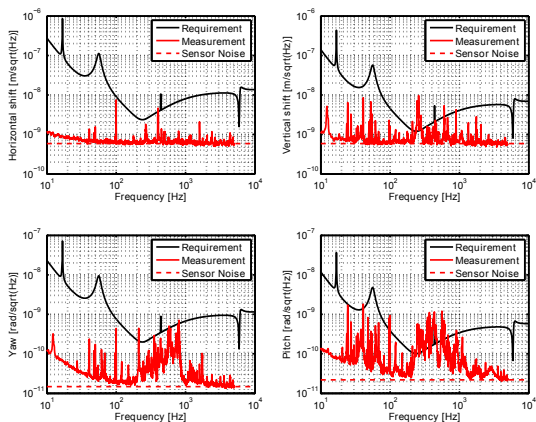 Horizontal shift [m/sqrt(Hz)]
10^-6
10^-7
10^-8
10^-9
10^-10
Requirement
Measurement
Sensor Noise
10^1 10^2 10^3 10^4
Frequency [Hz]
Vertical shift [m/sqrt(Hz)]
10^-6
10^-7
10^-8
10^-9
10^-10
Requirement
Measurement
Sensor Noise
10^1 10^2 10^3 10^4
Frequency [Hz]
Yaw [rad/sqrt(Hz)]
10^-7
10^-8
10^-9
10^-10
10^-11
Requirement
Measurement
Sensor Noise
10^1 10^2 10^3 10^4
Frequency [Hz]
Pitch [rad/sqrt(Hz)]
10^-7
10^-8
10^-9
10^-10
10^-11
Requirement
Measurement
Sensor Noise
10^1 10^2 10^3 10^4
Frequency [Hz]